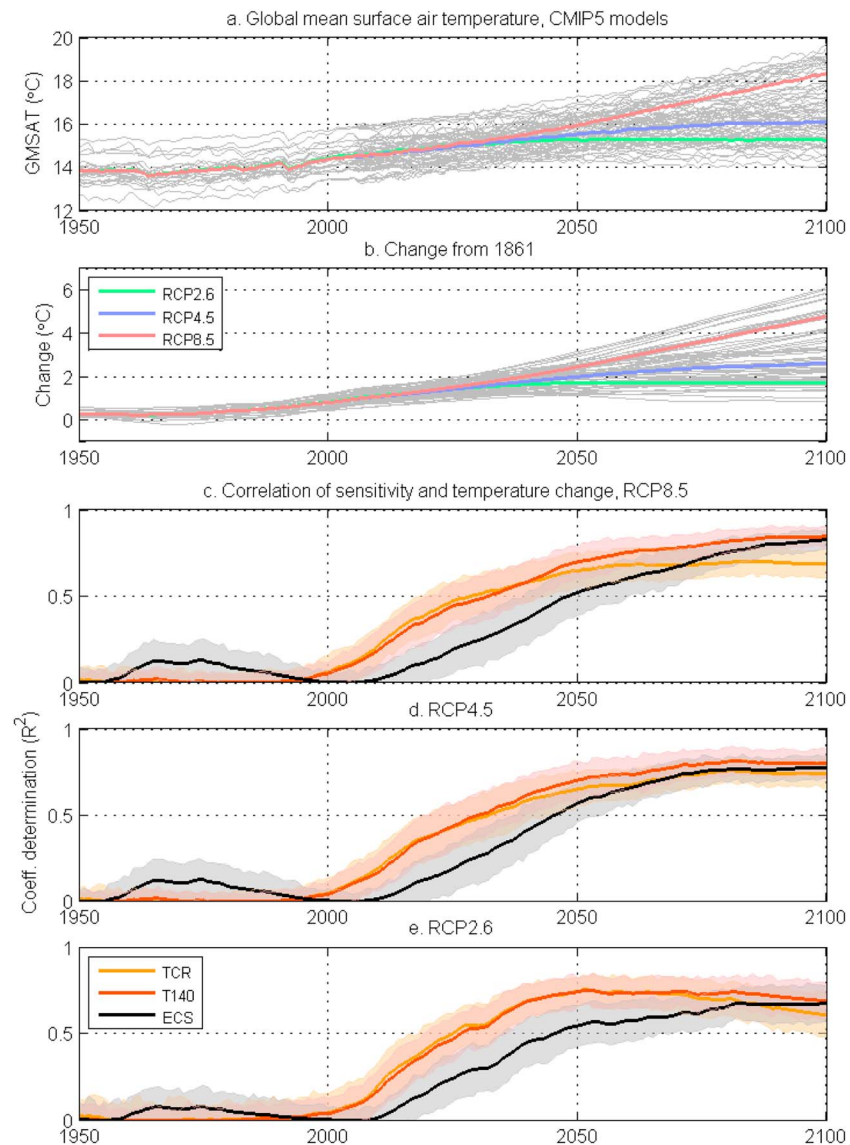 a. Global mean surface air temperature, CMIP5 models
20
18
16
14
12
GMSAT (°C)
1950 2000 2050 2100
b. Change from 1861
6
4
2
0
Change (°C)
RCP2.6
RCP4.5
RCP8.5
1950 2000 2050 2100
c. Correlation of sensitivity and temperature change, RCP8.5
1
0.5
0
1950 2000 2050 2100
d. RCP4.5
1
0.5
0
Coeff. determination (R²)
1950 2000 2050 2100
e. RCP2.6
1
0.5
0
TCR
T140
ECS
1950 2000 2050 2100